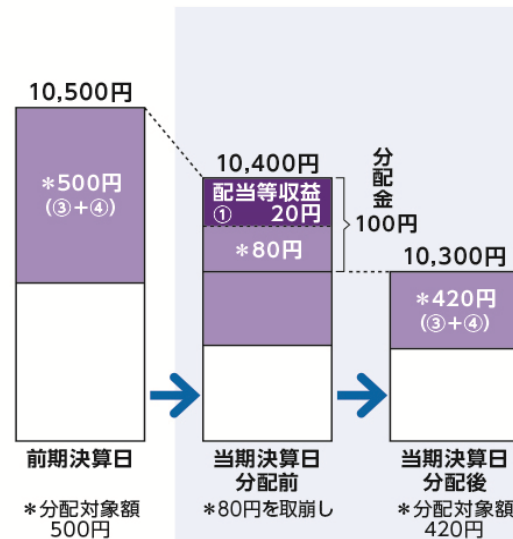 10,500円
*500円
(③+④)
前期決算日
*分配対象額
500円
10,400円
配当等収益
① 20円
*80円
分配金
100円
当期決算日
分配前
*80円を取崩し
10,300円
*420円
(③+④)
当期決算日
分配後
*分配対象額
420円